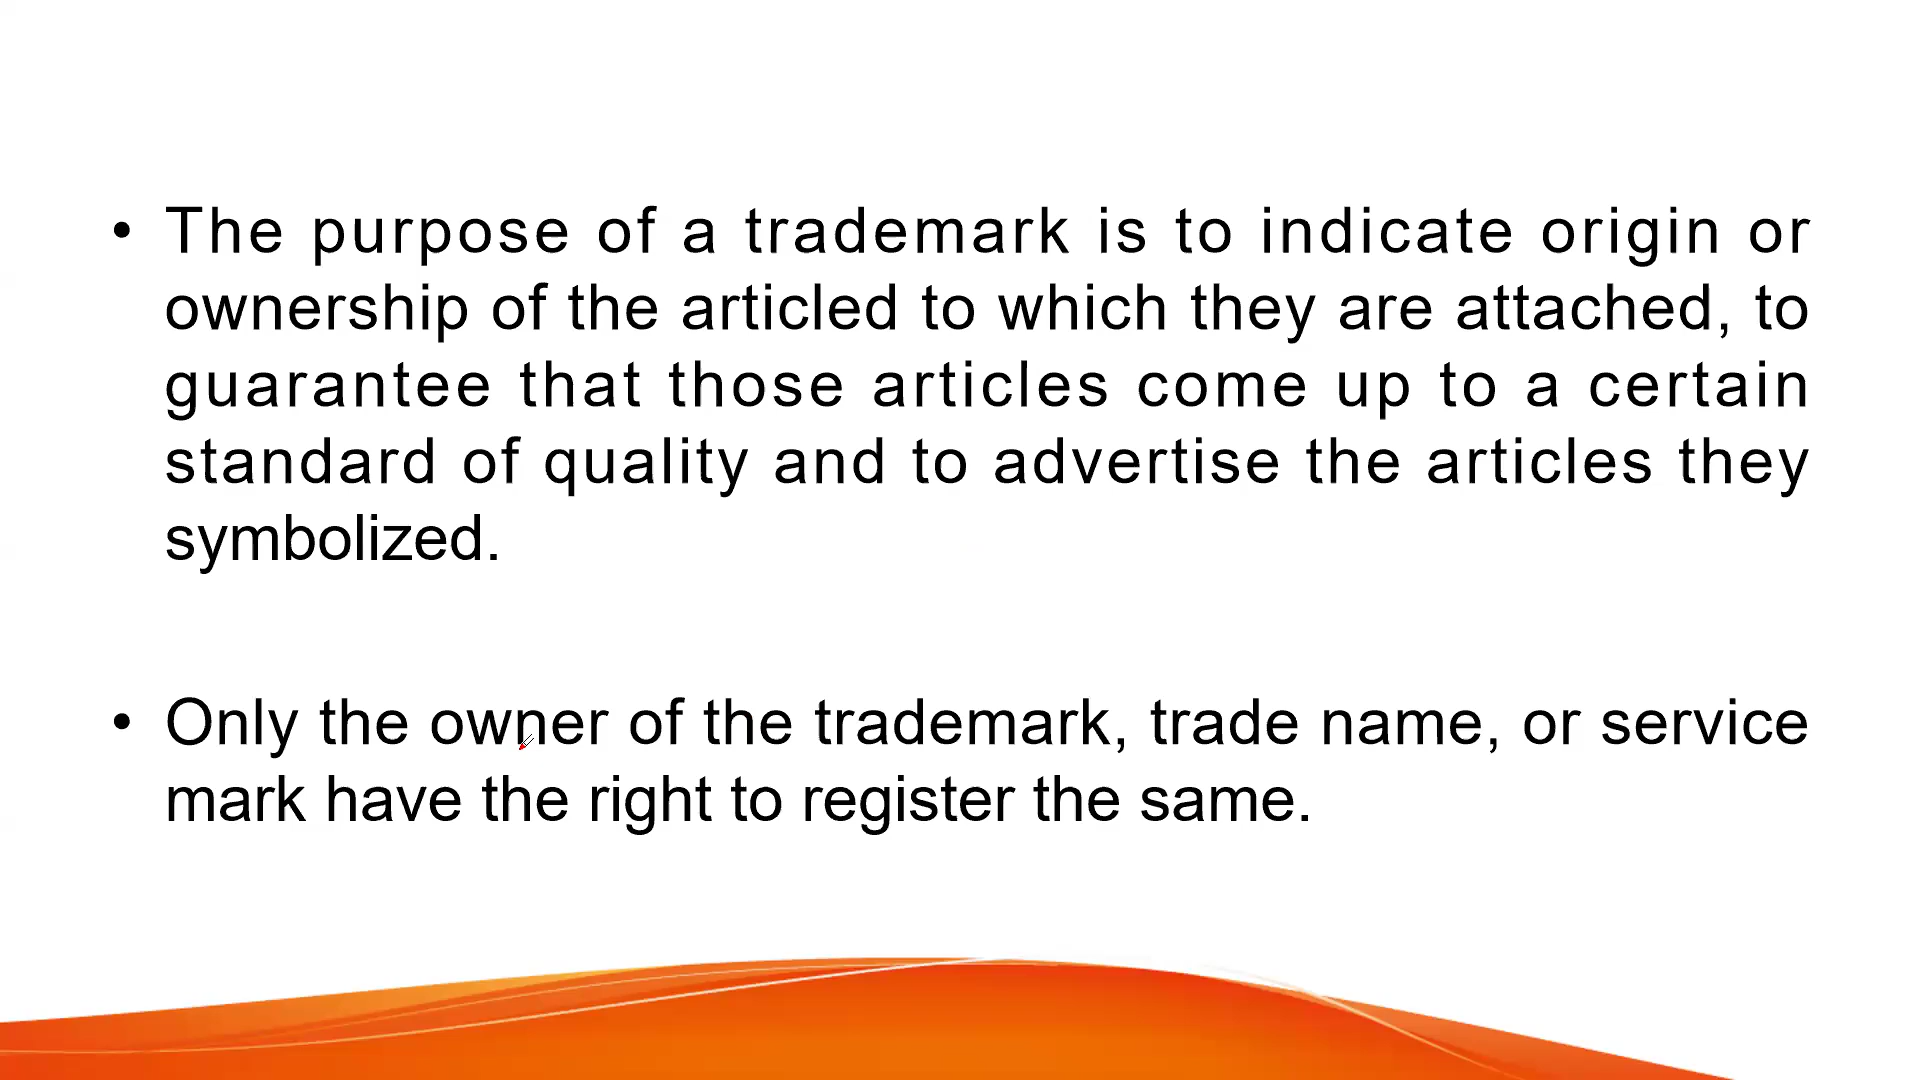 • The purpose of a trademark is to indicate origin or
ownership of the articled to which they are attached, to
guarantee that those articles come up to a certain
standard of quality and to advertise the articles they
symbolized.
• Only the owner of the trademark, trade name, or service
mark have the right to register the same.